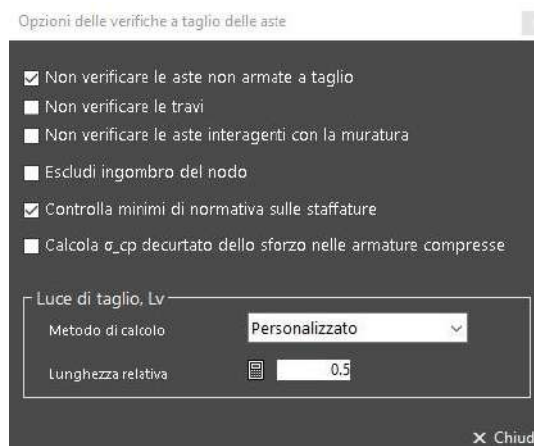 Opzioni delle verifiche a taglio delle aste
Non verificare le aste non armate a taglio
Non verificare le travi
Non verificare le aste interagenti con la muratura
Escludi ingombro del nodo
Controlla minimi di normativa sulle staffature
Calcola σ_cp decurtato dello sforzo nelle armature compresse
Luce di taglio, Lv
Metodo di calcolo Personalizzato
Lunghezza relativa 0.5
✕ Chiud